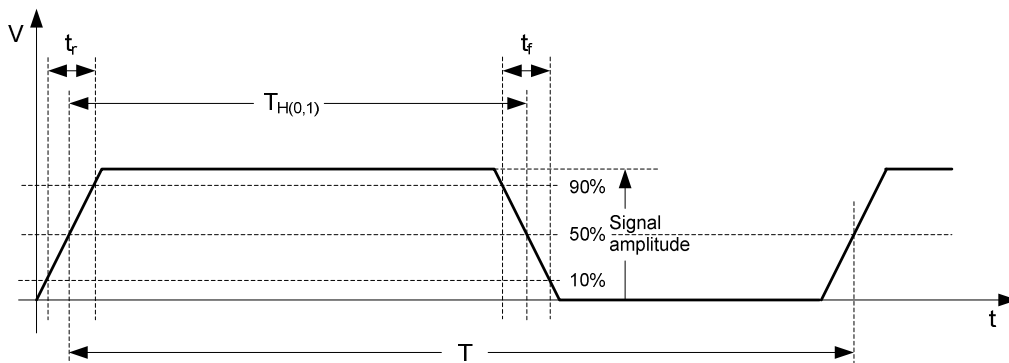 V
tr
tf
TH(0,1)
90%
50%
Signal
amplitude
10%
t
T